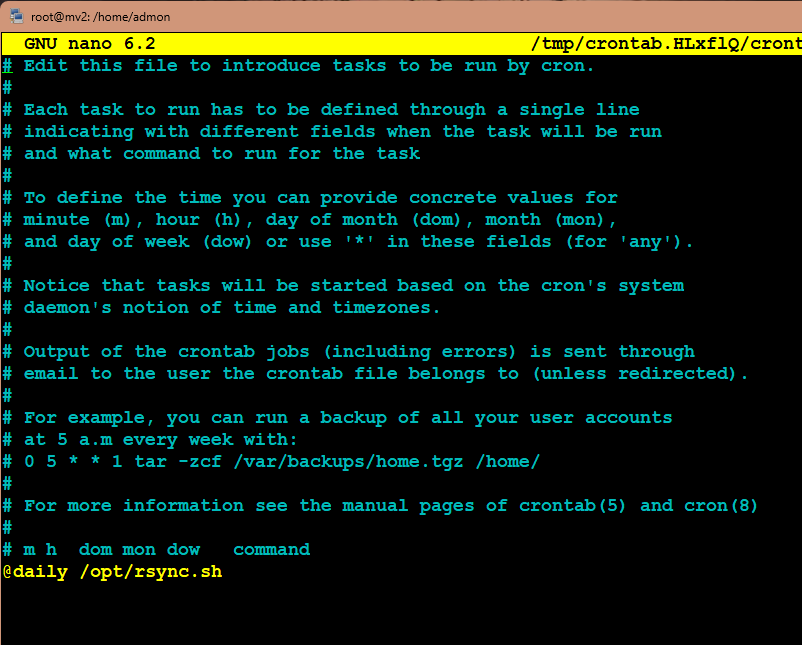 root@mv2: /home/admon
GNU nano 6.2 /tmp/crontab.HLxflQ/cront
# Edit this file to introduce tasks to be run by cron.
#
# Each task to run has to be defined through a single line
# indicating with different fields when the task will be run
# and what command to run for the task
#
# To define the time you can provide concrete values for
# minute (m), hour (h), day of month (dom), month (mon),
# and day of week (dow) or use '*' in these fields (for 'any').
#
# Notice that tasks will be started based on the cron's system
# daemon's notion of time and timezones.
#
# Output of the crontab jobs (including errors) is sent through
# email to the user the crontab file belongs to (unless redirected).
#
# For example, you can run a backup of all your user accounts
# at 5 a.m every week with:
# 0 5 * * 1 tar -zcf /var/backups/home.tgz /home/
#
# For more information see the manual pages of crontab(5) and cron(8)
#
# m h  dom mon dow   command
@daily /opt/rsync.sh